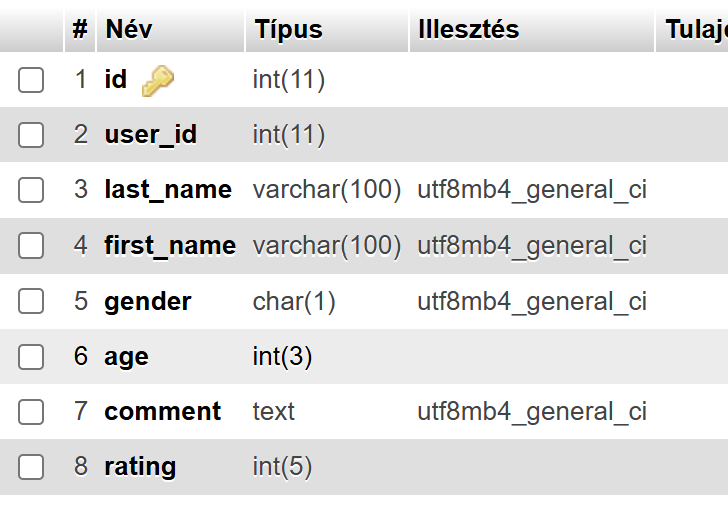 # Név Típus Illesztés Tulaj
1 id int(11)
2 user_id int(11)
3 last_name varchar(100) utf8mb4_general_ci
4 first_name varchar(100) utf8mb4_general_ci
5 gender char(1) utf8mb4_general_ci
6 age int(3)
7 comment text utf8mb4_general_ci
8 rating int(5)